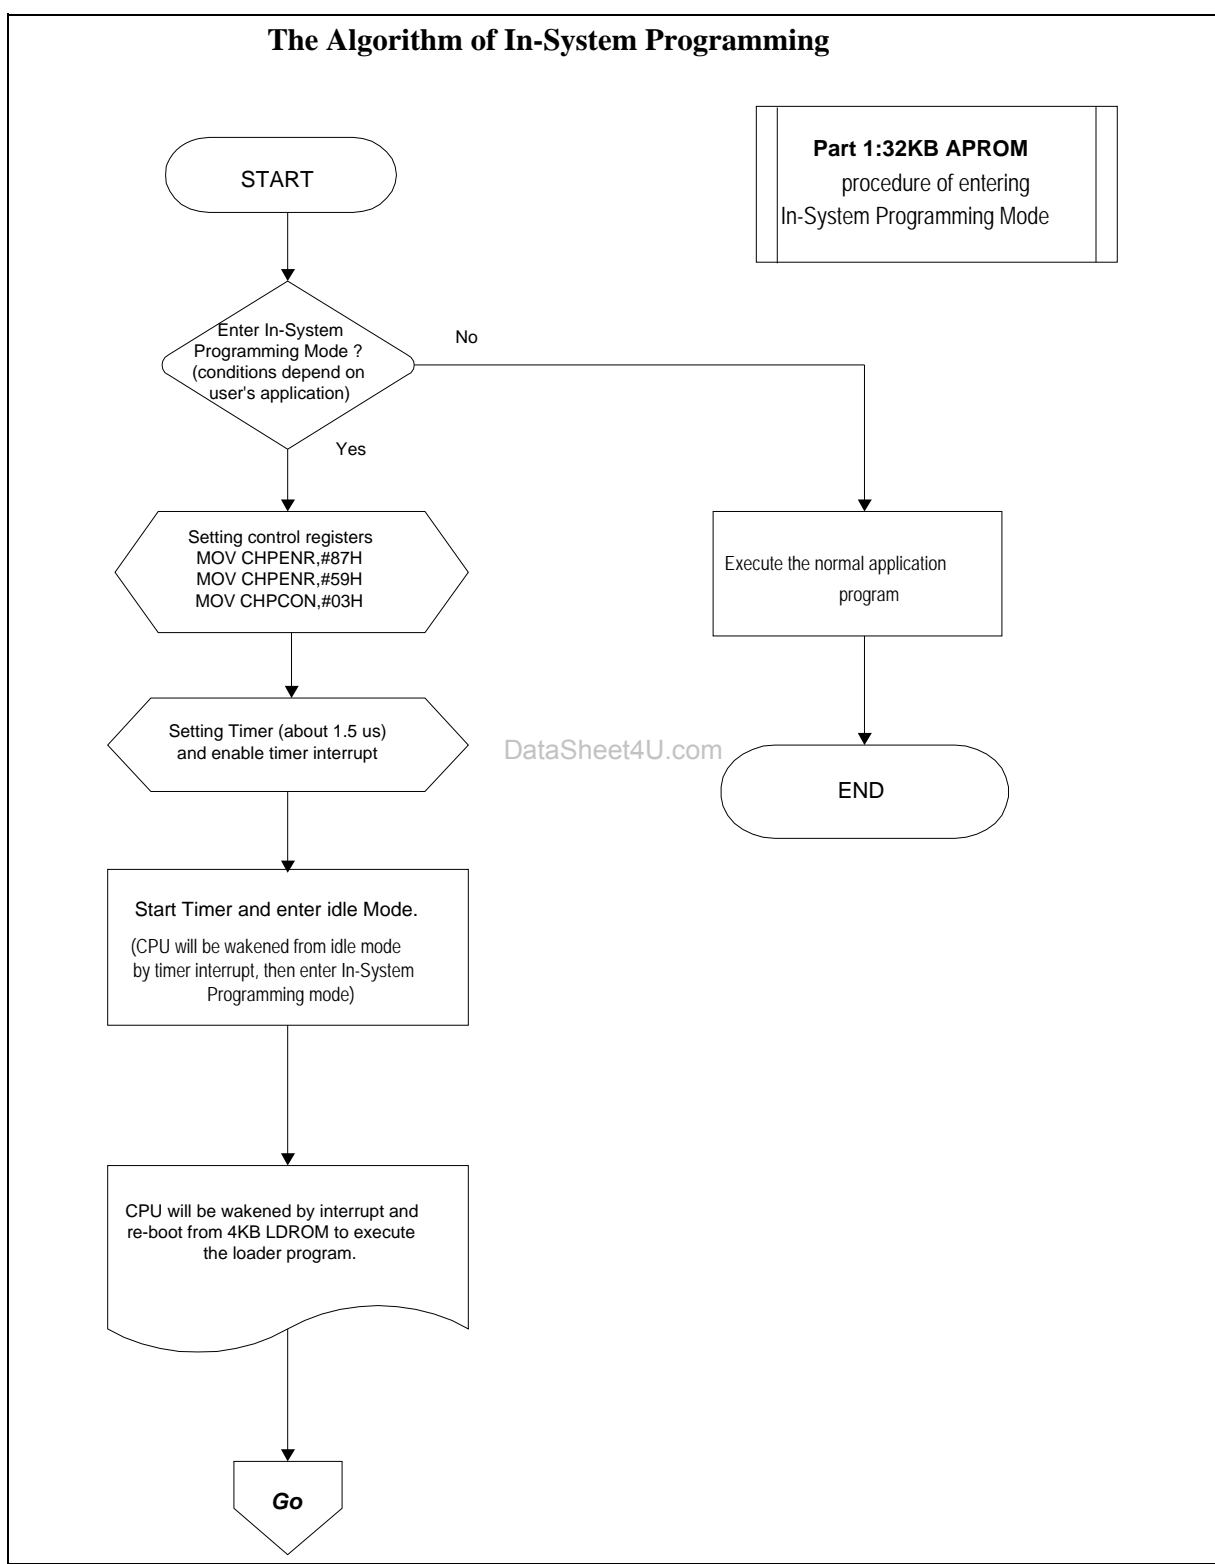 The Algorithm of In-System Programming
Part 1:32KB APROM
procedure of entering
In-System Programming Mode
START
Enter In-System
Programming Mode ?
(conditions depend on
user's application)
No
Yes
Setting control registers
MOV CHPENR,#87H
MOV CHPENR,#59H
MOV CHPCON,#03H
Execute the normal application
program
Setting Timer (about 1.5 us)
and enable timer interrupt
DataSheet4U.com
END
Start Timer and enter idle Mode.
(CPU will be wakened from idle mode
by timer interrupt, then enter In-System
Programming mode)
CPU will be wakened by interrupt and
re-boot from 4KB LDROM to execute
the loader program.
Go